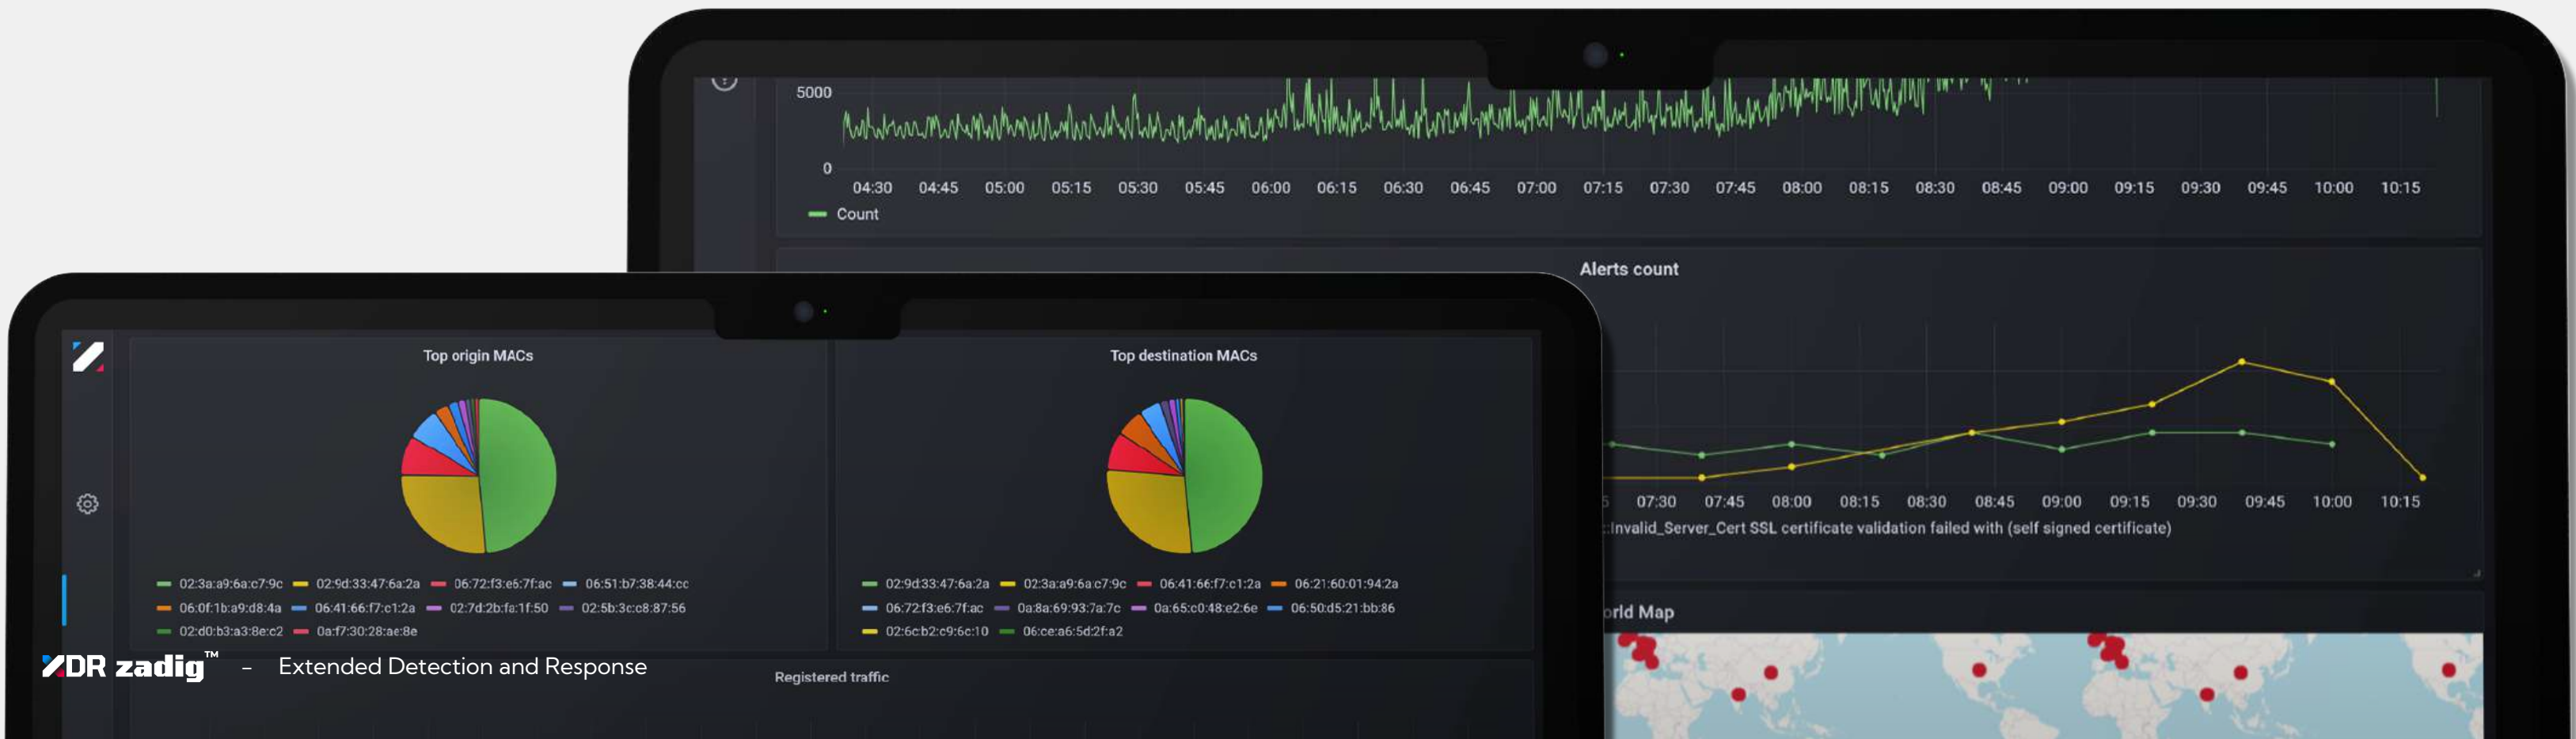 5000
0
04:30 04:45 05:00 05:15 05:30 05:45 06:00 06:15 06:30 06:45 07:00 07:15 07:30 07:45 08:00 08:15 08:30 08:45 09:00 09:15 09:30 09:45 10:00 10:15
Count
Alerts count
07:30 07:45 08:00 08:15 08:30 08:45 09:00 09:15 09:30 09:45 10:00 10:15
::Invalid_Server_Cert SSL certificate validation failed with (self signed certificate)
orld Map
Top origin MACs
02:3a:a9:6a:c7:9c 02:9d:33:47:6a:2a 06:72:f3:e6:7f:ac 06:51:b7:38:44:cc
06:0f:1b:a9:d8:4a 06:41:66:f7:c1:2a 02:7d:2b:fa:1f:50 02:5b:3c:c8:87:56
02:d0:b3:a3:8e:c2 0a:f7:30:28:ae:8e
Top destination MACs
02:9d:33:47:6a:2a 02:3a:a9:6a:c7:9c 06:41:66:f7:c1:2a 06:21:60:01:94:2a
06:72:f3:e6:7f:ac 0a:8a:69:93:7a:7c 0a:65:c0:48:e2:6e 06:50:d5:21:bb:86
02:6c:b2:c9:6c:10 06:ce:a6:5d:2f:a2
XDR zadig™ - Extended Detection and Response
Registered traffic